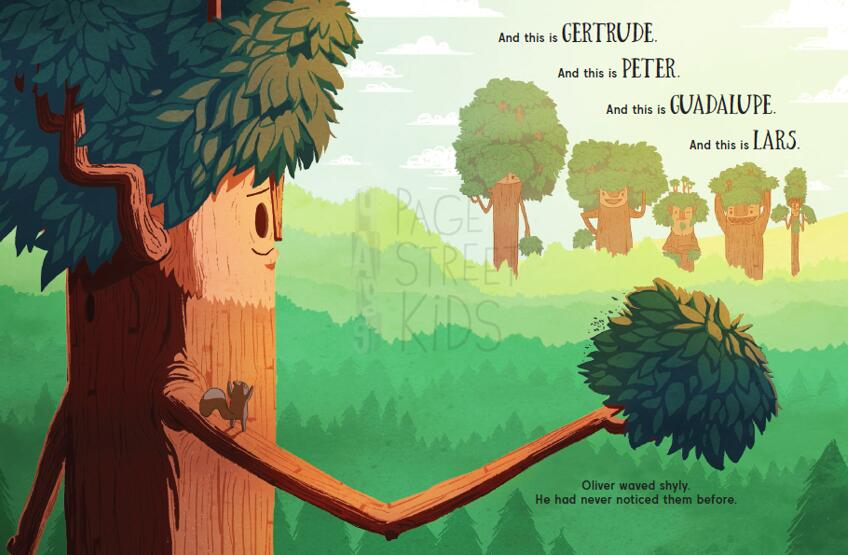 And this is GERTRUDE.
And this is PETER.
And this is GUADALUPE.
And this is LARS.
PAGE
STREET
KiDS
Oliver waved shyly.
He had never noticed them before.